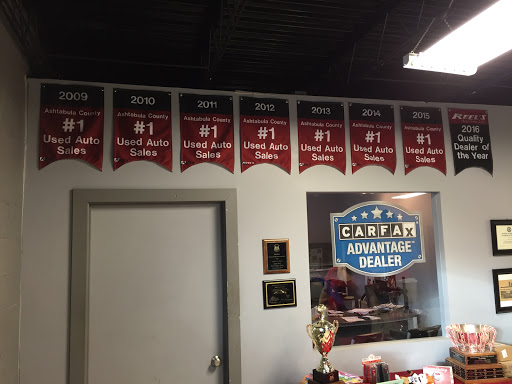 2009
Ashtabula County
#1
Used Auto
Sales
2010
Ashtabula County
#1
Used Auto
Sales
2011
Ashtabula County
#1
Used Auto
Sales
2012
Ashtabula County
#1
Used Auto
Sales
2013
Ashtabula County
#1
Used Auto
Sales
2014
Ashtabula County
#1
Used Auto
Sales
2015
Ashtabula County
#1
Used Auto
Sales
2016
Quality
Dealer of
the Year
CARFAX
ADVANTAGE
DEALER